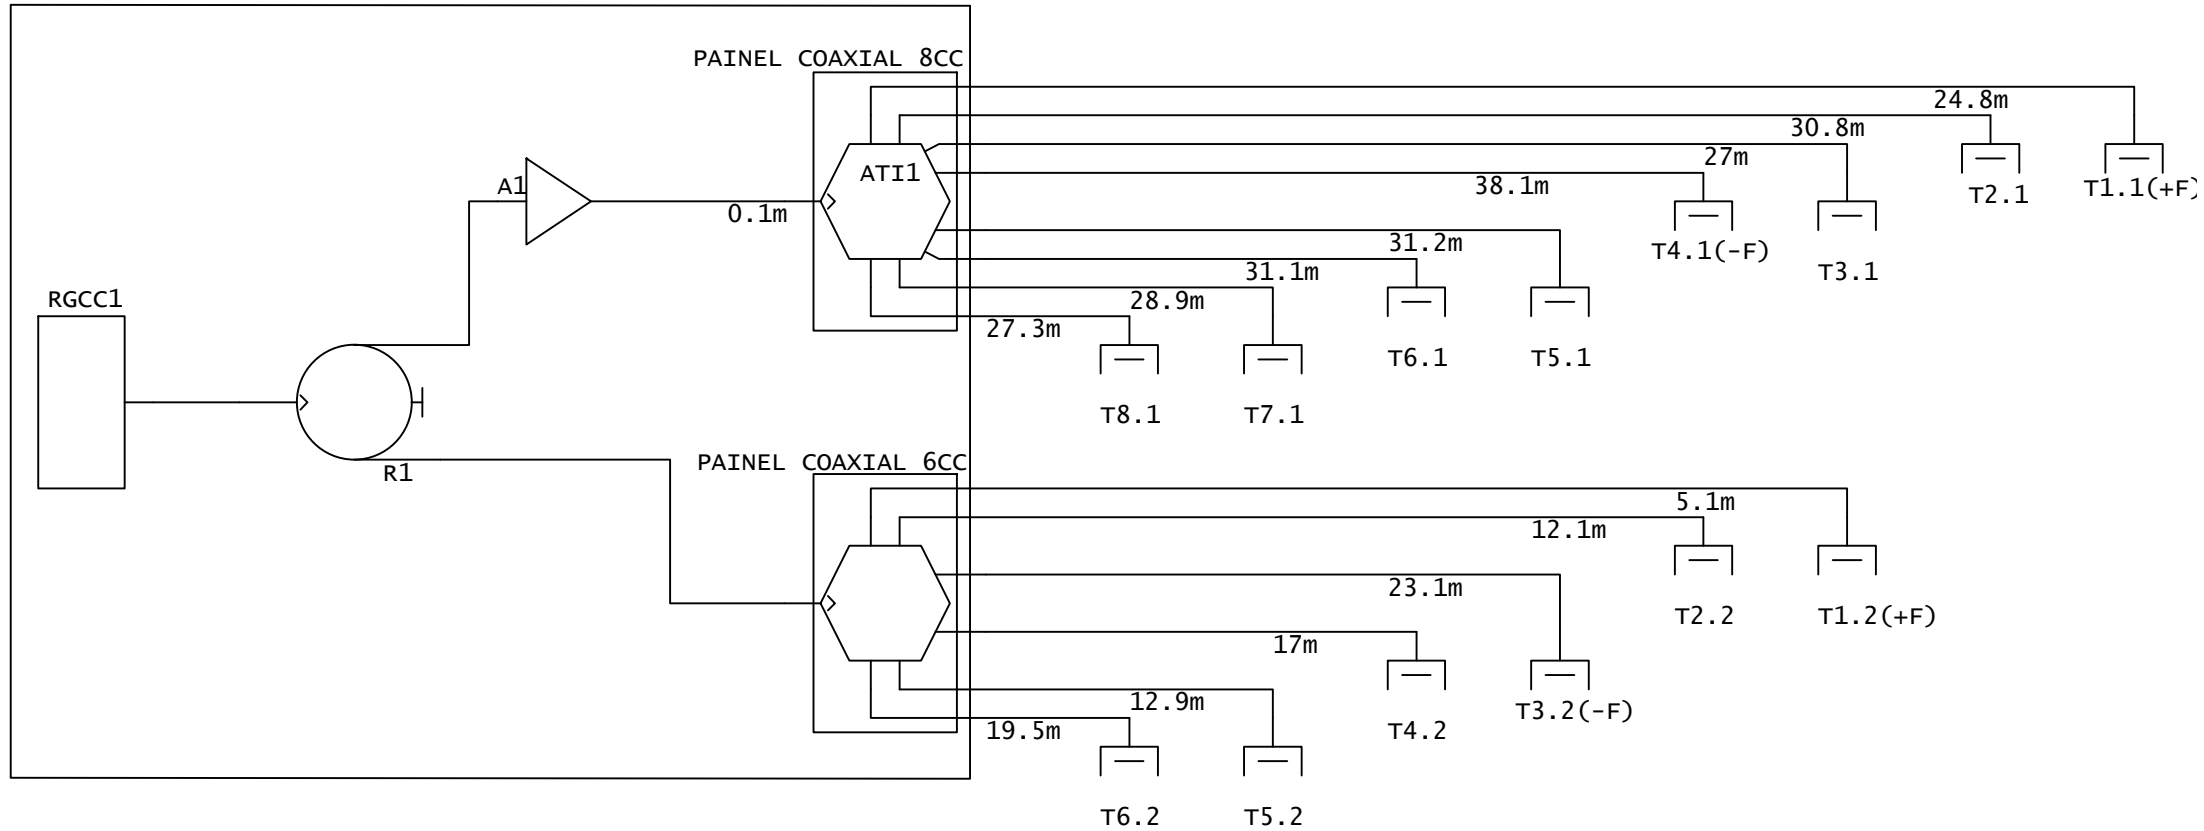 PAINEL COAXIAL 8CC
24.8m
30.8m
27m
ATI1
A1
38.1m
T2.1
T1.1(+F)
0.1m
31.2m
T4.1(-F)
T3.1
31.1m
RGCC1
28.9m
27.3m
T6.1
T5.1
T8.1
T7.1
PAINEL COAXIAL 6CC
R1
5.1m
12.1m
23.1m
T2.2
T1.2(+F)
17m
12.9m
T3.2(-F)
19.5m
T4.2
T6.2
T5.2